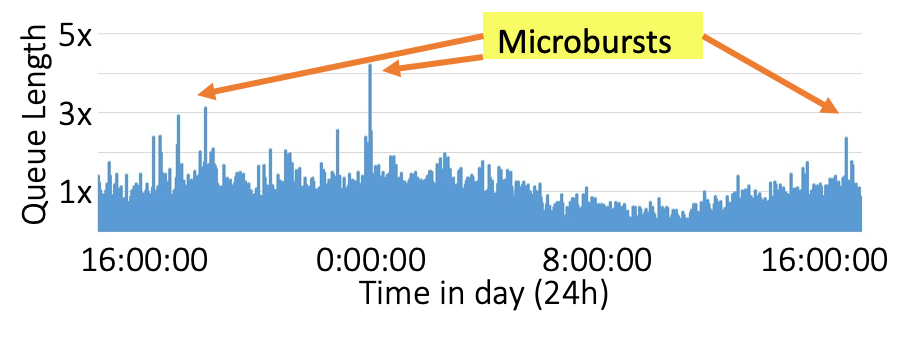 Queue Length
5x
3x
1x
Microbursts
16:00:00 0:00:00 8:00:00 16:00:00
Time in day (24h)